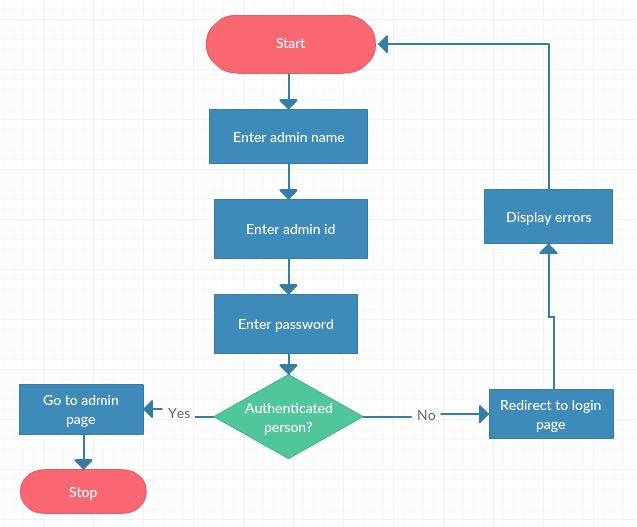 Start
Enter admin name
Enter admin id
Display errors
Enter password
Authenticated
person?
Yes
No
Go to admin
page
Redirect to login
page
Stop